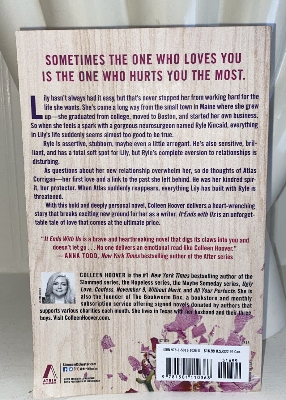 SOMETIMES THE ONE WHO LOVES YOU
IS THE ONE WHO HURTS YOU THE MOST.
Lily hasn't always had it easy, but that's never stopped her from working hard for the
life she wants. She's come a long way from the small town in Maine where she grew
up—she graduated from college, moved to Boston, and started her own business.
So when she feels a spark with a gorgeous neurosurgeon named Ryle Kincaid, everything
in Lily's life suddenly seems almost too good to be true.
Ryle is assertive, stubborn, maybe even a little arrogant. He's also sensitive, bril-
liant, and has a total soft spot for Lily, but Ryle's complete aversion to relationships is
disturbing.
As questions about her new relationship overwhelm her, so do thoughts of Atlas
Corrigan—her first love and a link to the past she left behind. He was her kindred spir-
it, her protector. When Atlas suddenly reappears, everything Lily has built with Ryle is
threatened.
With this bold and deeply personal novel, Colleen Hoover delivers a heart-wrenching
story that breaks exciting new ground for her as a writer. It Ends with Us is an unforget-
table tale of love that comes at the ultimate price.
"It Ends With Us is a brave and heartbreaking novel that digs its claws into you and
doesn't let go . . . No one delivers an emotional read like Colleen Hoover."
—ANNA TODD, New York Times bestselling author of the After series
COLLEEN HOOVER is the #1 New York Times bestselling author of
the Slammed series, the Hopeless series, the Maybe Someday series, Ugly
Love, Confess, November 9, Without Merit, and All Your Perfects. She is
also the founder of The Bookworm Box, a bookstore and monthly
subscription service offering signed novels donated by authors that
supports various charities each month. She lives in Texas with her husband and their
three boys. Visit ColleenHoover.com.
ATRIA